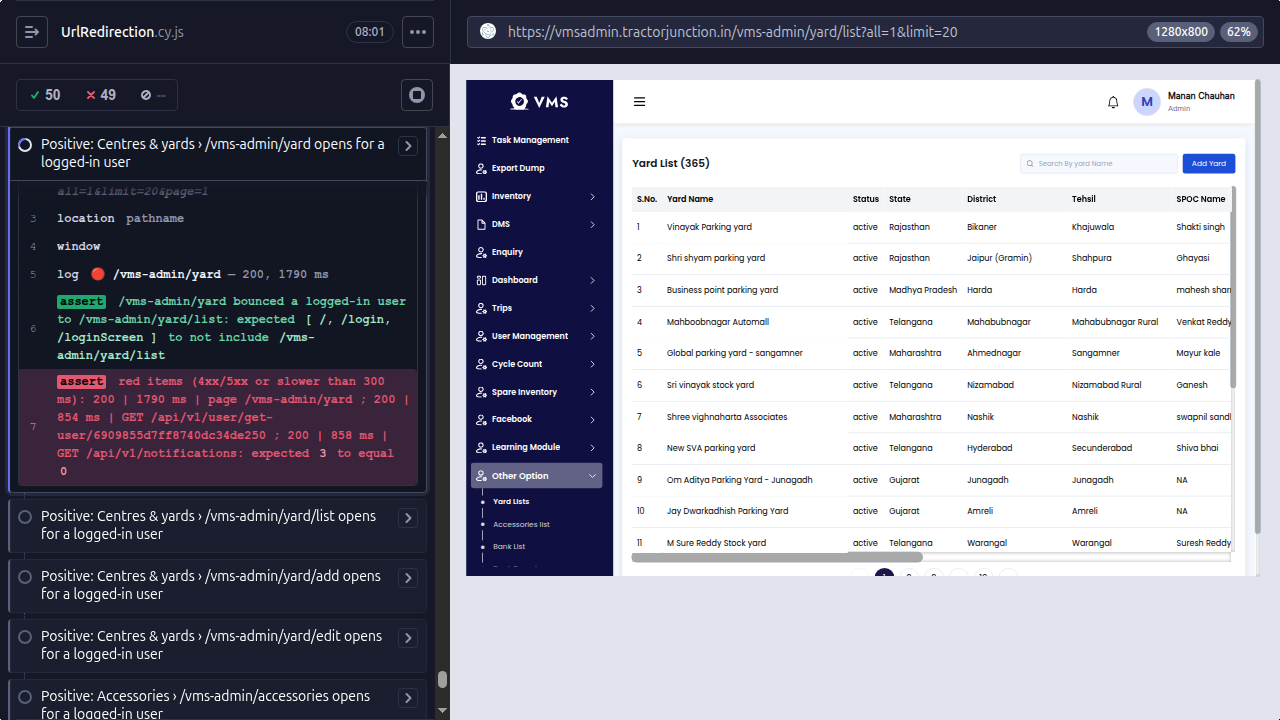 UrlRedirection.cy.js
08:01
50 49 --
Positive: Centres & yards › /vms-admin/yard opens for a
logged-in user
all=1&limit=20&page=1
3 location pathname
4 window
5 log 🔴 /vms-admin/yard — 200, 1790 ms
6 assert /vms-admin/yard bounced a logged-in user
to /vms-admin/yard/list: expected [ /, /login,
/loginScreen ] to not include /vms-
admin/yard/list
7 assert red items (4xx/5xx or slower than 300
ms): 200 | 1790 ms | page /vms-admin/yard ; 200 |
854 ms | GET /api/v1/user/get-
user/6909855d7ff8740dc34de250 ; 200 | 858 ms |
GET /api/v1/notifications: expected 3 to equal
0
Positive: Centres & yards › /vms-admin/yard/list opens
for a logged-in user
Positive: Centres & yards › /vms-admin/yard/add opens
for a logged-in user
Positive: Centres & yards › /vms-admin/yard/edit opens
for a logged-in user
Positive: Accessories › /vms-admin/accessories opens
for a logged-in user
https://vmsadmin.tractorjunction.in/vms-admin/yard/list?all=1&limit=20
1280x800 62%
VMS
Task Management
Export Dump
Inventory
DMS
Enquiry
Dashboard
Trips
User Management
Cycle Count
Spare Inventory
Facebook
Learning Module
Other Option
Yard Lists
Accessories list
Bank List
M Manan Chauhan
Admin
Yard List (365)
Search By yard Name
Add Yard
S.No. Yard Name Status State District Tehsil SPOC Name
1 Vinayak Parking yard active Rajasthan Bikaner Khajuwala Shakti singh
2 Shri shyam parking yard active Rajasthan Jaipur (Gramin) Shahpura Ghayasi
3 Business point parking yard active Madhya Pradesh Harda Harda mahesh shar
4 Mahboobnagar Automall active Telangana Mahabubnagar Mahabubnagar Rural Venkat Reddy
5 Global parking yard - sangamner active Maharashtra Ahmednagar Sangamner Mayur kale
6 Sri vinayak stock yard active Telangana Nizamabad Nizamabad Rural Ganesh
7 Shree vighnaharta Associates active Maharashtra Nashik Nashik swapnil sand
8 New SVA parking yard active Telangana Hyderabad Secunderabad Shiva bhai
9 Om Aditya Parking Yard - Junagadh active Gujarat Junagadh Junagadh NA
10 Jay Dwarkadhish Parking Yard active Gujarat Amreli Amreli NA
11 M Sure Reddy Stock yard active Telangana Warangal Warangal Suresh Reddy